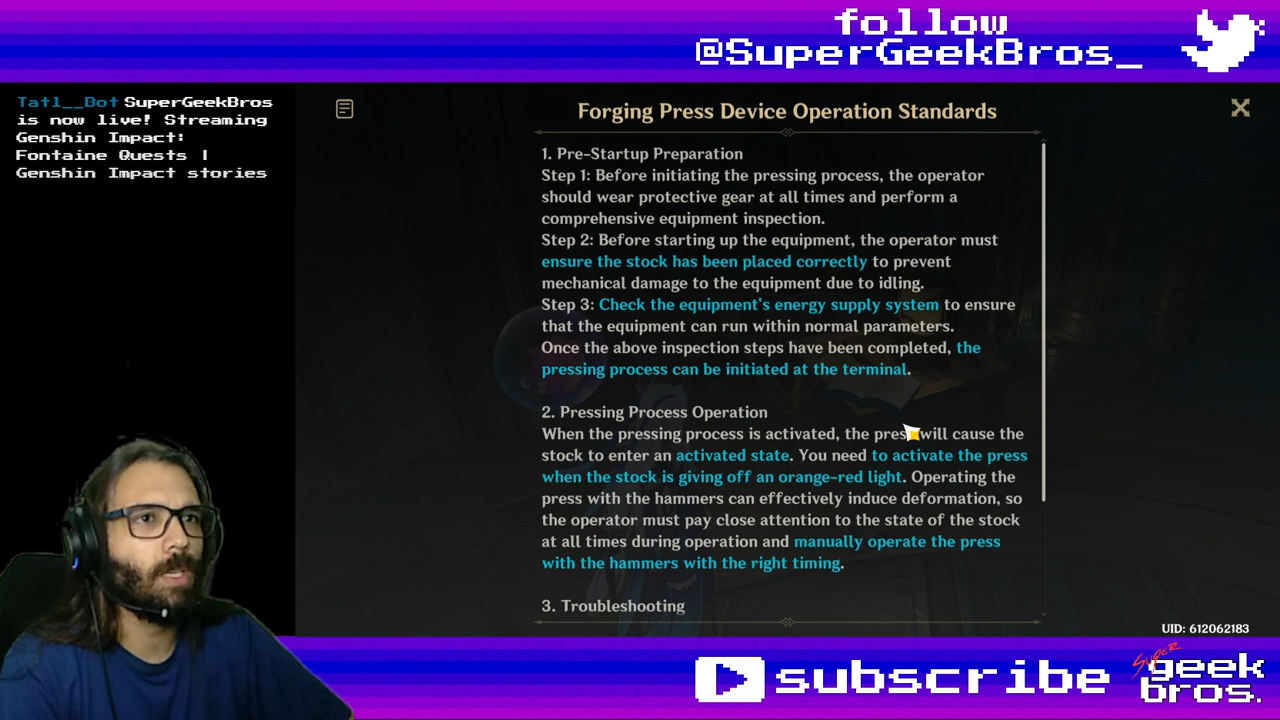 follow
@SuperGeekBros_
Tatl__Bot SuperGeekBros
is now live! Streaming
Genshin Impact:
Fontaine Quests |
Genshin Impact stories
Forging Press Device Operation Standards
1. Pre-Startup Preparation
Step 1: Before initiating the pressing process, the operator
should wear protective gear at all times and perform a
comprehensive equipment inspection.
Step 2: Before starting up the equipment, the operator must
ensure the stock has been placed correctly to prevent
mechanical damage to the equipment due to idling.
Step 3: Check the equipment's energy supply system to ensure
that the equipment can run within normal parameters.
Once the above inspection steps have been completed, the
pressing process can be initiated at the terminal.
2. Pressing Process Operation
When the pressing process is activated, the press will cause the
stock to enter an activated state. You need to activate the press
when the stock is giving off an orange-red light. Operating the
press with the hammers can effectively induce deformation, so
the operator must pay close attention to the state of the stock
at all times during operation and manually operate the press
with the hammers with the right timing.
3. Troubleshooting
UID: 612062183
subscribe
SUPER
geek
bros.